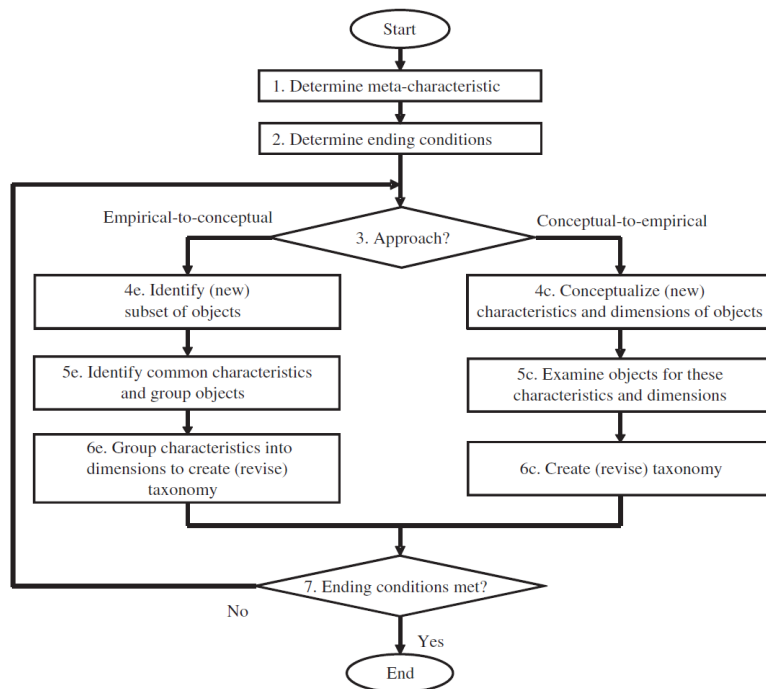 Start
1. Determine meta-characteristic
2. Determine ending conditions
Empirical-to-conceptual
Conceptual-to-empirical
3. Approach?
4e. Identify (new)
subset of objects
4c. Conceptualize (new)
characteristics and dimensions of objects
5e. Identify common characteristics
and group objects
5c. Examine objects for these
characteristics and dimensions
6e. Group characteristics into
dimensions to create (revise)
taxonomy
6c. Create (revise) taxonomy
7. Ending conditions met?
No
Yes
End